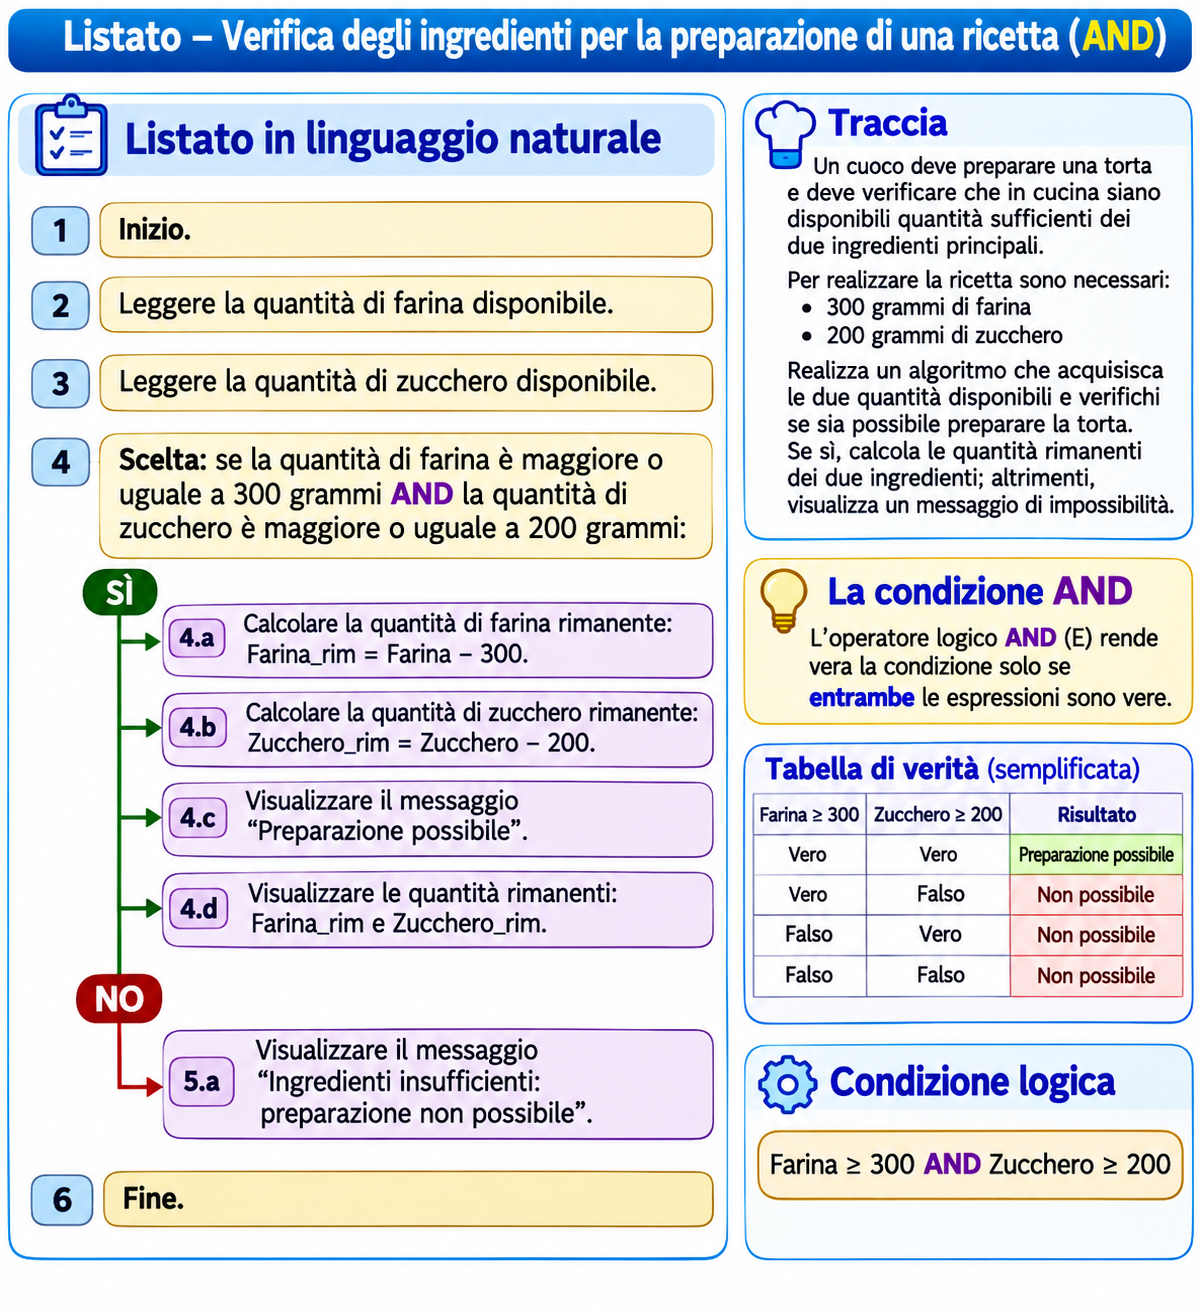 Listato – Verifica degli ingredienti per la preparazione di una ricetta (AND)
Listato in linguaggio naturale
1
Inizio.
2
Leggere la quantità di farina disponibile.
3
Leggere la quantità di zucchero disponibile.
4
Scelta: se la quantità di farina è maggiore o
uguale a 300 grammi AND la quantità di
zucchero è maggiore o uguale a 200 grammi:
SÌ
4.a
Calcolare la quantità di farina rimanente:
Farina_rim = Farina – 300.
4.b
Calcolare la quantità di zucchero rimanente:
Zucchero_rim = Zucchero – 200.
4.c
Visualizzare il messaggio
“Preparazione possibile”.
4.d
Visualizzare le quantità rimanenti:
Farina_rim e Zucchero_rim.
NO
5.a
Visualizzare il messaggio
“Ingredienti insufficienti:
preparazione non possibile”.
6
Fine.
Traccia
Un cuoco deve preparare una torta
e deve verificare che in cucina siano
disponibili quantità sufficienti dei
due ingredienti principali.
Per realizzare la ricetta sono necessari:
• 300 grammi di farina
• 200 grammi di zucchero
Realizza un algoritmo che acquisisca
le due quantità disponibili e verifichi
se sia possibile preparare la torta.
Se sì, calcola le quantità rimanenti
dei due ingredienti; altrimenti,
visualizza un messaggio di impossibilità.
La condizione AND
L’operatore logico AND (E) rende
vera la condizione solo se
entrambe le espressioni sono vere.
Tabella di verità (semplificata)
Farina ≥ 300 Zucchero ≥ 200 Risultato
Vero Vero Preparazione possibile
Vero Falso Non possibile
Falso Vero Non possibile
Falso Falso Non possibile
Condizione logica
Farina ≥ 300 AND Zucchero ≥ 200